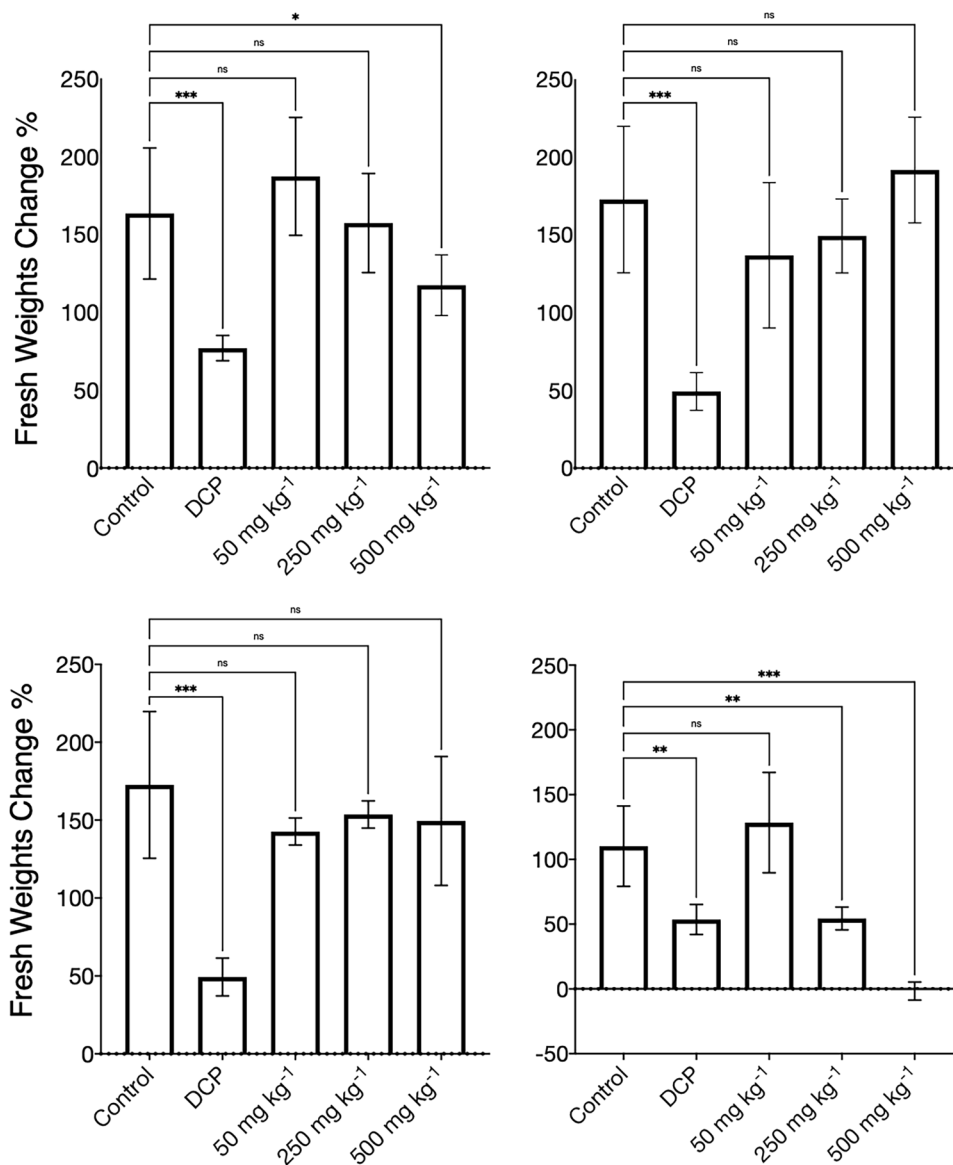 *
ns
ns
***
Fresh Weights Change %
250
200
150
100
50
0
Control
DCP
50 mg kg⁻¹
250 mg kg⁻¹
500 mg kg⁻¹
ns
ns
ns
***
250
200
150
100
50
0
Control
DCP
50 mg kg⁻¹
250 mg kg⁻¹
500 mg kg⁻¹
ns
ns
ns
***
Fresh Weights Change %
250
200
150
100
50
0
Control
DCP
50 mg kg⁻¹
250 mg kg⁻¹
500 mg kg⁻¹
***
**
ns
**
250
200
150
100
50
0
-50
Control
DCP
50 mg kg⁻¹
250 mg kg⁻¹
500 mg kg⁻¹